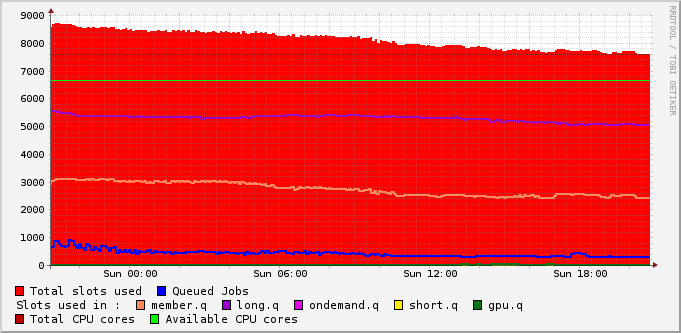 RRDTOOL / TOBI OETIKER
9000
8000
7000
6000
5000
4000
3000
2000
1000
0
Sun 00:00 Sun 06:00 Sun 12:00 Sun 18:00
Total slots used Queued Jobs
Slots used in : member.q long.q ondemand.q short.q gpu.q
Total CPU cores Available CPU cores